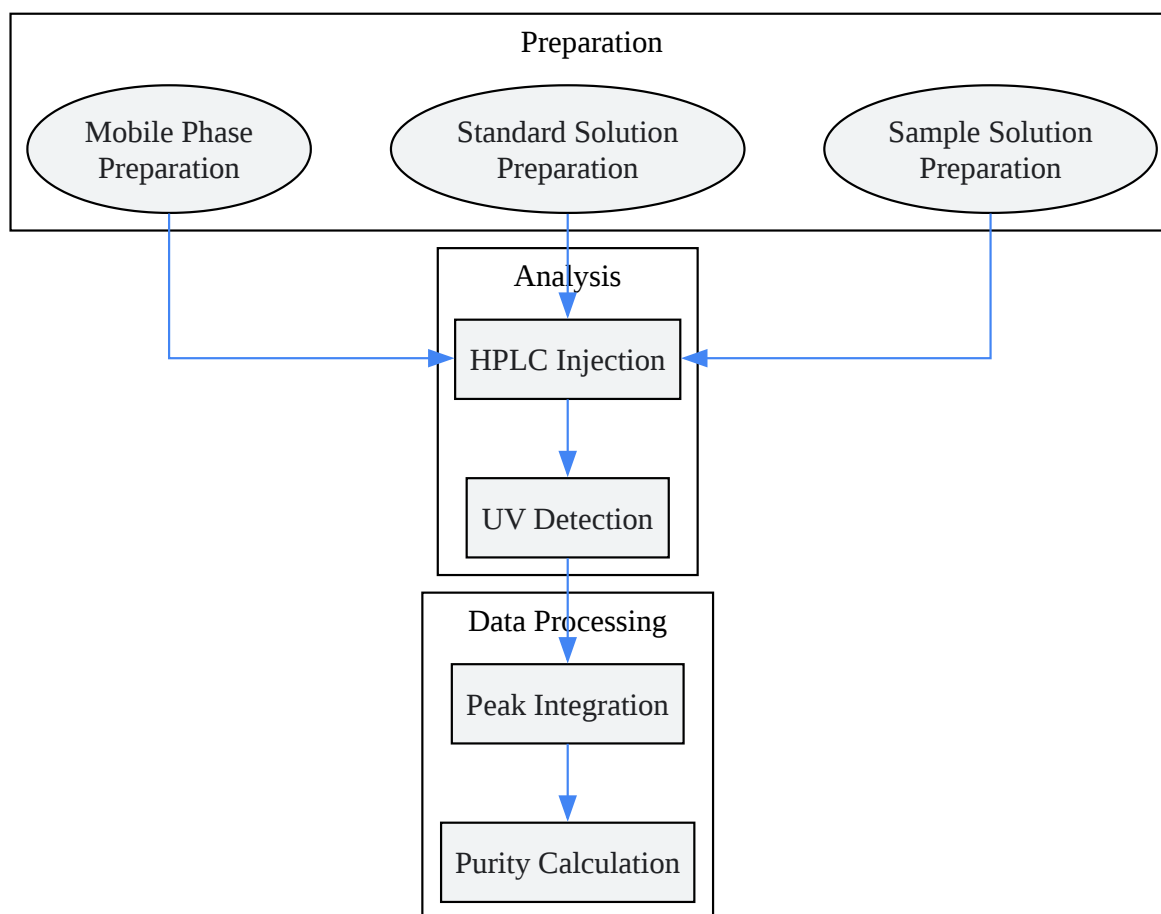 Preparation
Mobile Phase
Preparation
Standard Solution
Preparation
Sample Solution
Preparation
Analysis
HPLC Injection
UV Detection
Data Processing
Peak Integration
Purity Calculation